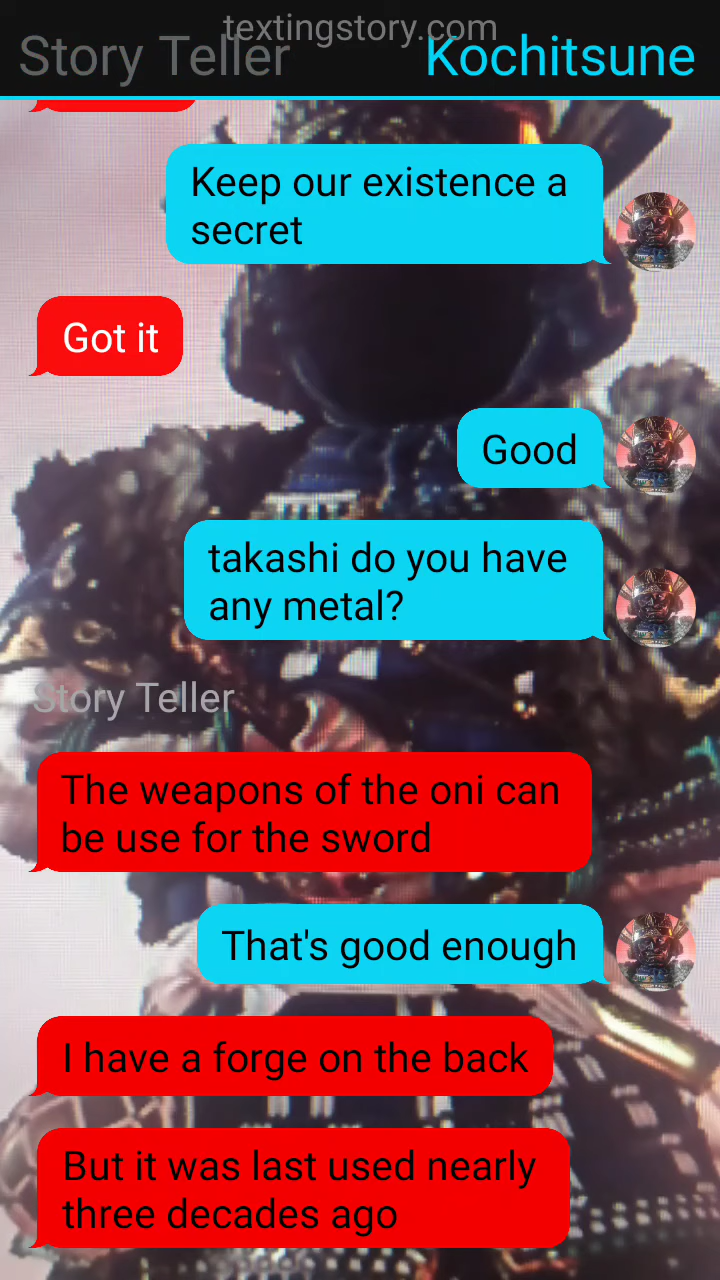 textingstory.com
Story Teller
Kochitsune
Keep our existence a
secret
Got it
Good
takashi do you have
any metal?
Story Teller
The weapons of the oni can
be use for the sword
That's good enough
I have a forge on the back
But it was last used nearly
three decades ago